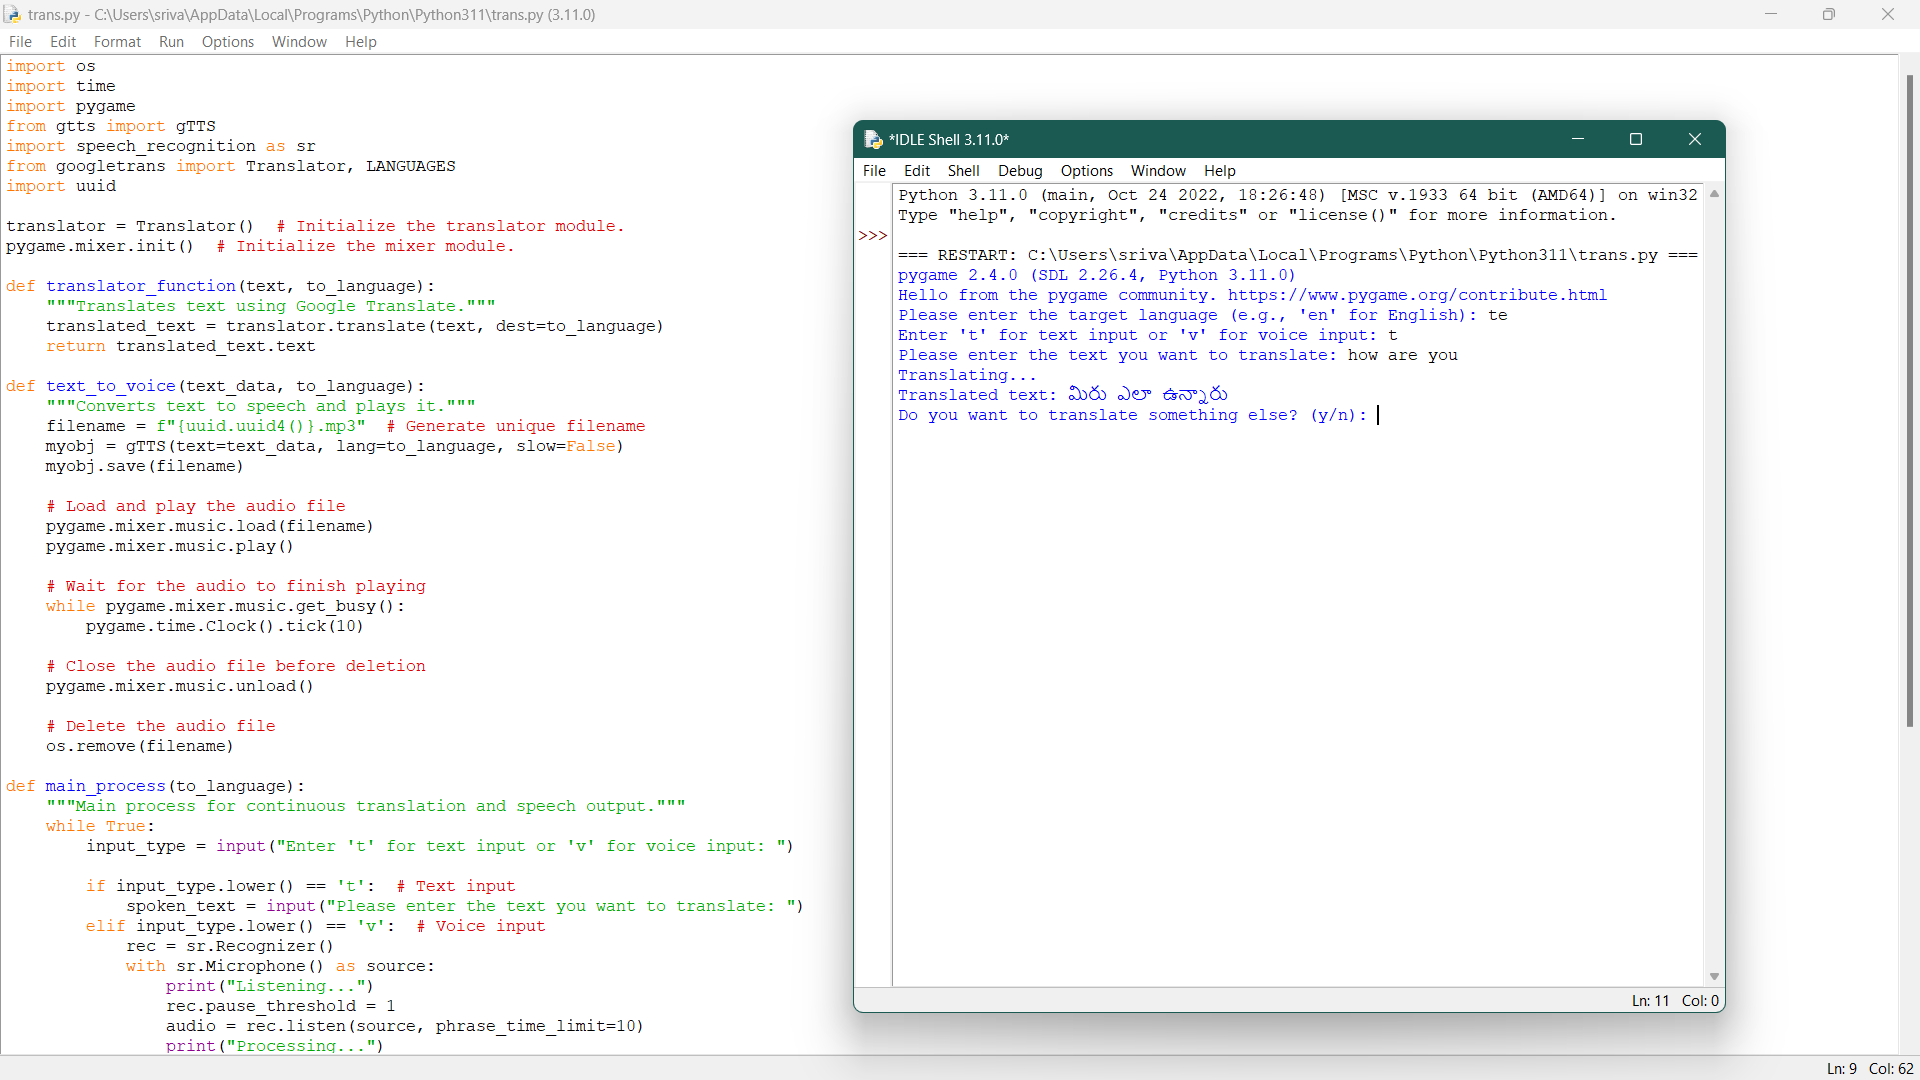 trans.py - C:\Users\sriva\AppData\Local\Programs\Python\Python311\trans.py (3.11.0)
File Edit Format Run Options Window Help
import os
import time
import pygame
from gtts import gTTS
import speech_recognition as sr
from googletrans import Translator, LANGUAGES
import uuid
translator = Translator()  # Initialize the translator module.
pygame.mixer.init()  # Initialize the mixer module.
def translator_function(text, to_language):
    """Translates text using Google Translate."""
    translated_text = translator.translate(text, dest=to_language)
    return translated_text.text
def text_to_voice(text_data, to_language):
    """Converts text to speech and plays it."""
    filename = f"{uuid.uuid4()}.mp3"  # Generate unique filename
    myobj = gTTS(text=text_data, lang=to_language, slow=False)
    myobj.save(filename)
    # Load and play the audio file
    pygame.mixer.music.load(filename)
    pygame.mixer.music.play()
    # Wait for the audio to finish playing
    while pygame.mixer.music.get_busy():
        pygame.time.Clock().tick(10)
    # Close the audio file before deletion
    pygame.mixer.music.unload()
    # Delete the audio file
    os.remove(filename)
def main_process(to_language):
    """Main process for continuous translation and speech output."""
    while True:
        input_type = input("Enter 't' for text input or 'v' for voice input: ")
        if input_type.lower() == 't':  # Text input
            spoken_text = input("Please enter the text you want to translate: ")
        elif input_type.lower() == 'v':  # Voice input
            rec = sr.Recognizer()
            with sr.Microphone() as source:
                print("Listening...")
                rec.pause_threshold = 1
                audio = rec.listen(source, phrase_time_limit=10)
                print("Processing...")
*IDLE Shell 3.11.0*
File Edit Shell Debug Options Window Help
Python 3.11.0 (main, Oct 24 2022, 18:26:48) [MSC v.1933 64 bit (AMD64)] on win32
Type "help", "copyright", "credits" or "license()" for more information.
>>>
=== RESTART: C:\Users\sriva\AppData\Local\Programs\Python\Python311\trans.py ===
pygame 2.4.0 (SDL 2.26.4, Python 3.11.0)
Hello from the pygame community. https://www.pygame.org/contribute.html
Please enter the target language (e.g., 'en' for English): te
Enter 't' for text input or 'v' for voice input: t
Please enter the text you want to translate: how are you
Translating...
Translated text: మీరు ఎలా ఉన్నారు
Do you want to translate something else? (y/n):
Ln: 11 Col: 0
Ln: 9 Col: 62